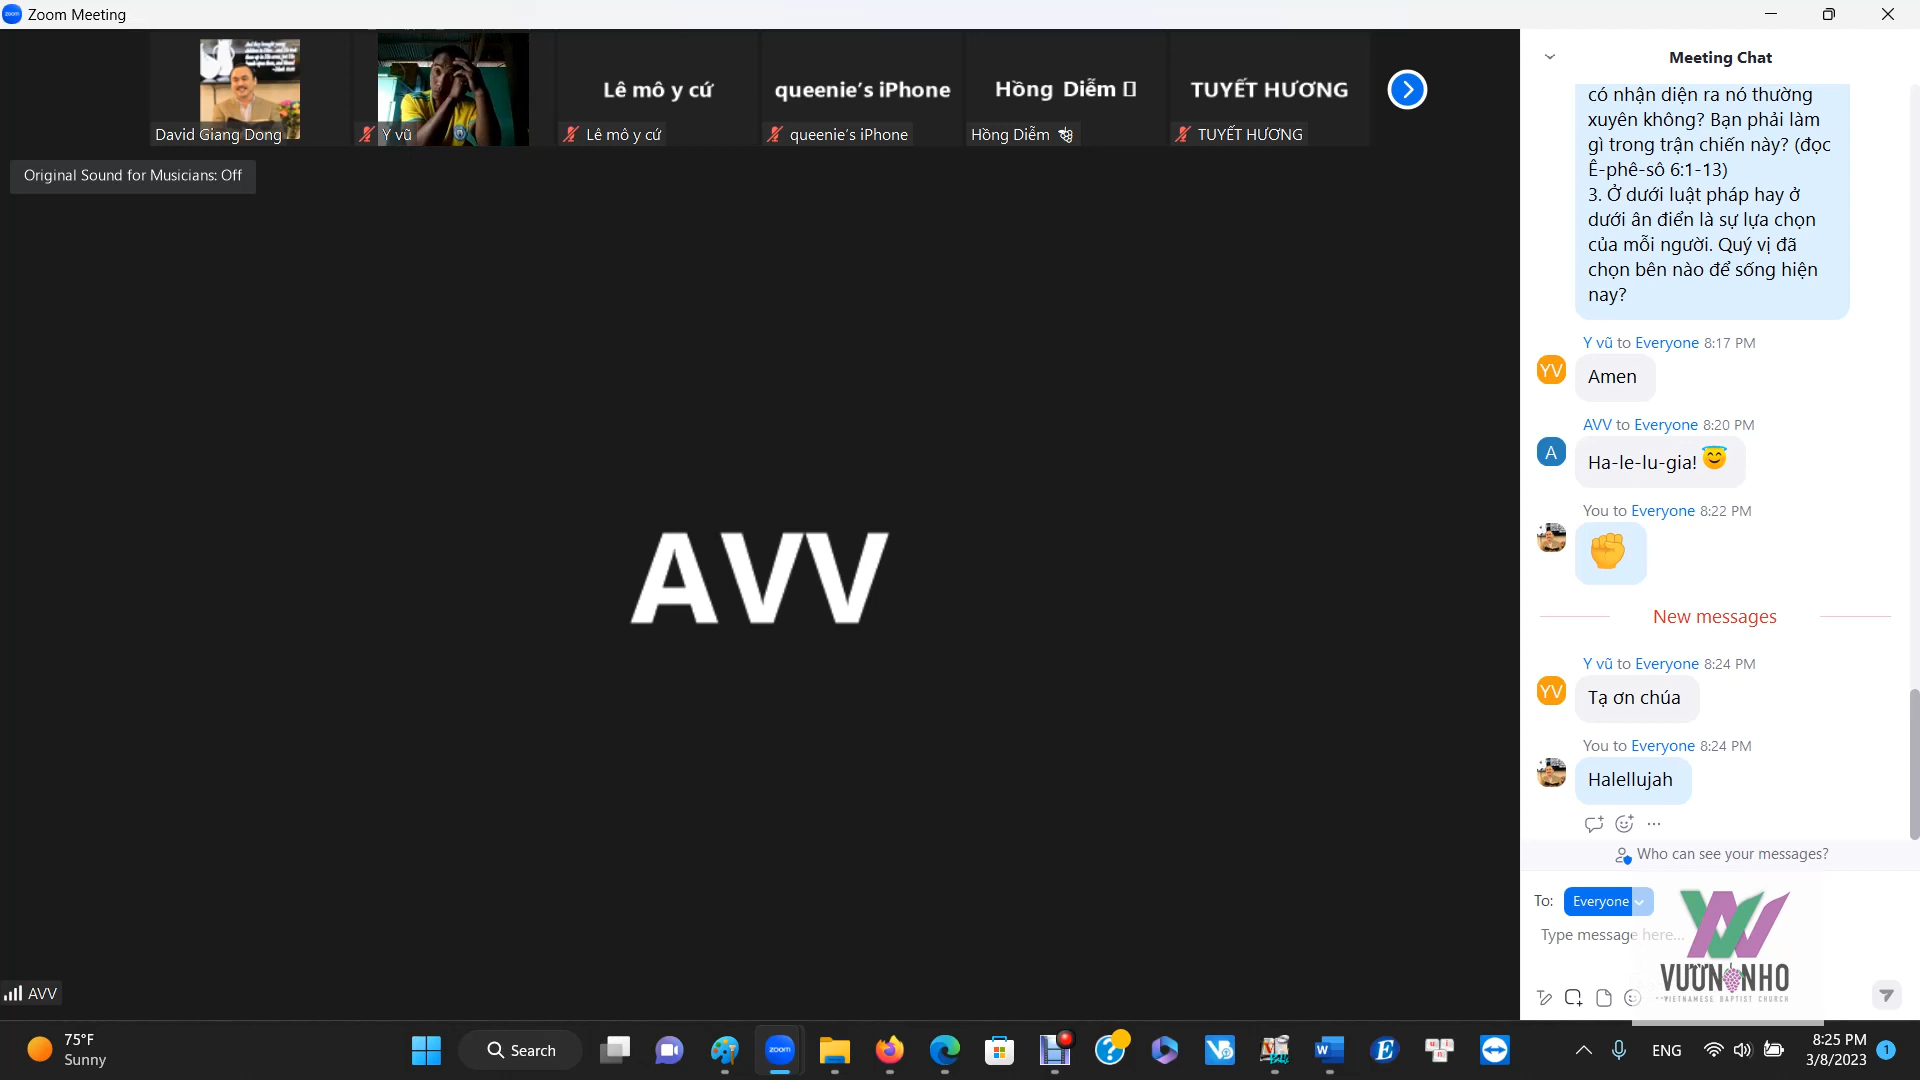 Zoom Meeting
David Giang Dong
Y vũ
Lê mô y cứ
Lê mô y cứ
queenie's iPhone
queenie's iPhone
Hồng Diễm
Hồng Diễm
TUYẾT HƯƠNG
TUYẾT HƯƠNG
Original Sound for Musicians: Off
AVV
AVV
Meeting Chat
có nhận diện ra nó thường
xuyên không? Bạn phải làm
gì trong trận chiến này? (đọc
Ê-phê-sô 6:1-13)
3. Ở dưới luật pháp hay ở
dưới ân điển là sự lựa chọn
của mỗi người. Quý vị đã
chọn bên nào để sống hiện
nay?
Y vũ to Everyone 8:17 PM
YV
Amen
AVV to Everyone 8:20 PM
A
Ha-le-lu-gia!
You to Everyone 8:22 PM
New messages
Y vũ to Everyone 8:24 PM
YV
Tạ ơn chúa
You to Everyone 8:24 PM
Halellujah
Who can see your messages?
To: Everyone
Type message here...
VƯỜN NHO
VIETNAMESE BAPTIST CHURCH
75°F
Sunny
Search
zoom
ENG
8:25 PM
3/8/2023
1